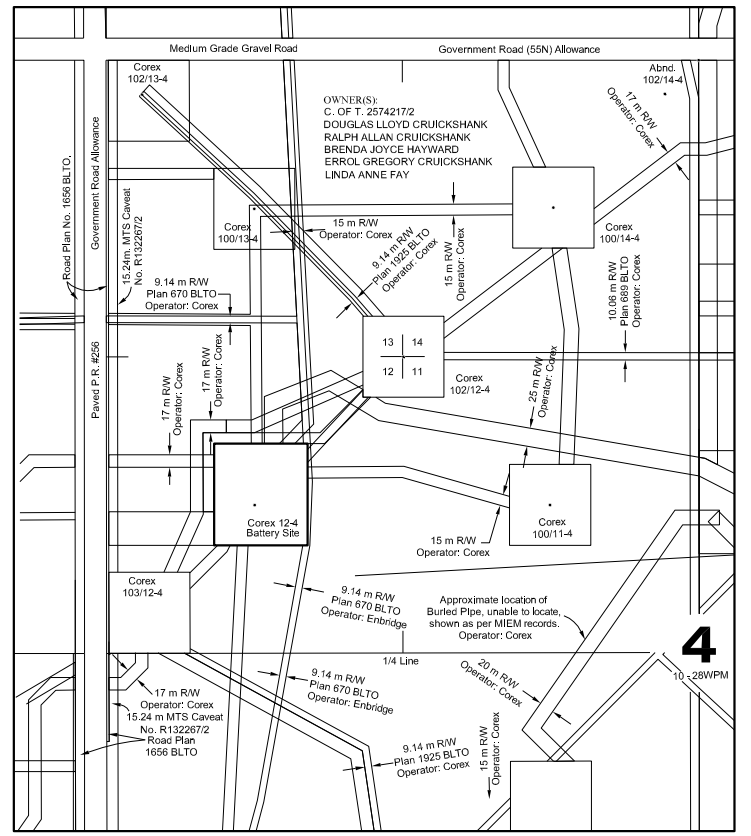 Medium Grade Gravel Road
Government Road (55N) Allowance
Corex
102/13-4
Abnd.
102/14-4
OWNER(S):
C. OF T. 2574217/2
DOUGLAS LLOYD CRUICKSHANK
RALPH ALLAN CRUICKSHANK
BRENDA JOYCE HAYWARD
ERROL GREGORY CRUICKSHANK
LINDA ANNE FAY
17 m R/W
Operator: Corex
Road Plan No. 1656 BLTO,
Government Road Allowance
15.24m. MTS Caveat
No. R132267/2
Corex
100/13-4
15 m R/W
Operator: Corex
9.14 m R/W
Plan 1925 BLTO
Operator: Corex
15 m R/W
Operator: Corex
Corex
100/14-4
9.14 m R/W
Plan 670 BLTO
Operator: Corex
10.06 m R/W
Plan 689 BLTO
Operator: Corex
13 14
12 11
Paved P.R. #256
17 m R/W
Operator: Corex
17 m R/W
Operator: Corex
Corex
102/12-4
25 m R/W
Operator: Corex
Corex 12-4
Battery Site
Corex
100/11-4
15 m R/W
Operator: Corex
Corex
103/12-4
9.14 m R/W
Plan 670 BLTO
Operator: Enbridge
Approximate location of
Buried Pipe, unable to locate,
shown as per MIEM records.
Operator: Corex
4
10 - 28WPM
1/4 Line
9.14 m R/W
Plan 670 BLTO
Operator: Enbridge
20 m R/W
Operator: Corex
17 m R/W
Operator: Corex
15.24 m MTS Caveat
No. R132267/2
Road Plan
1656 BLTO
9.14 m R/W
Plan 1925 BLTO
Operator: Corex
15 m R/W
Operator: Corex